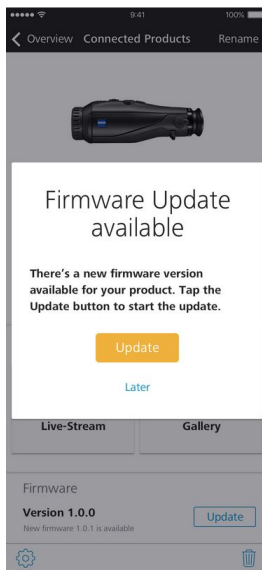 9:41
100%
Overview Connected Products Rename
Firmware Update
available
There's a new firmware version
available for your product. Tap the
Update button to start the update.
Update
Later
Live-Stream Gallery
Firmware
Version 1.0.0
New firmware 1.0.1 is available
Update